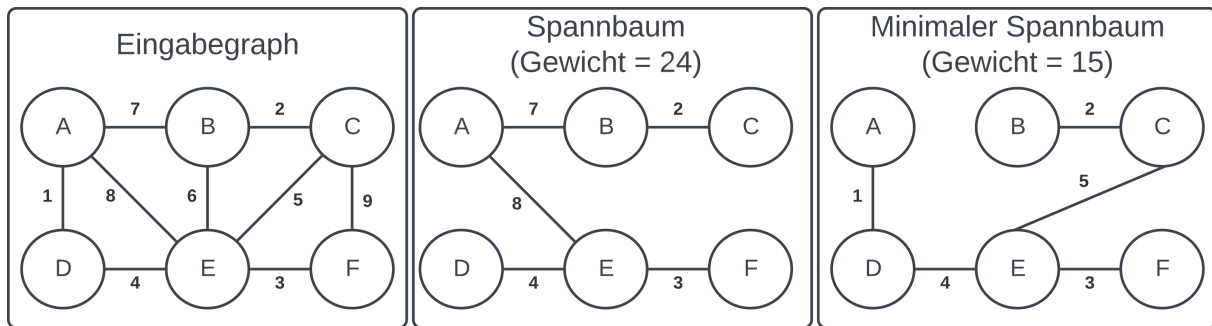 Eingabegraph
A 7 B 2 C
1 8 6 5 9
D 4 E 3 F
Spannbaum
(Gewicht = 24)
A 7 B 2 C
8
D 4 E 3 F
Minimaler Spannbaum
(Gewicht = 15)
A B 2 C
1 5
D 4 E 3 F